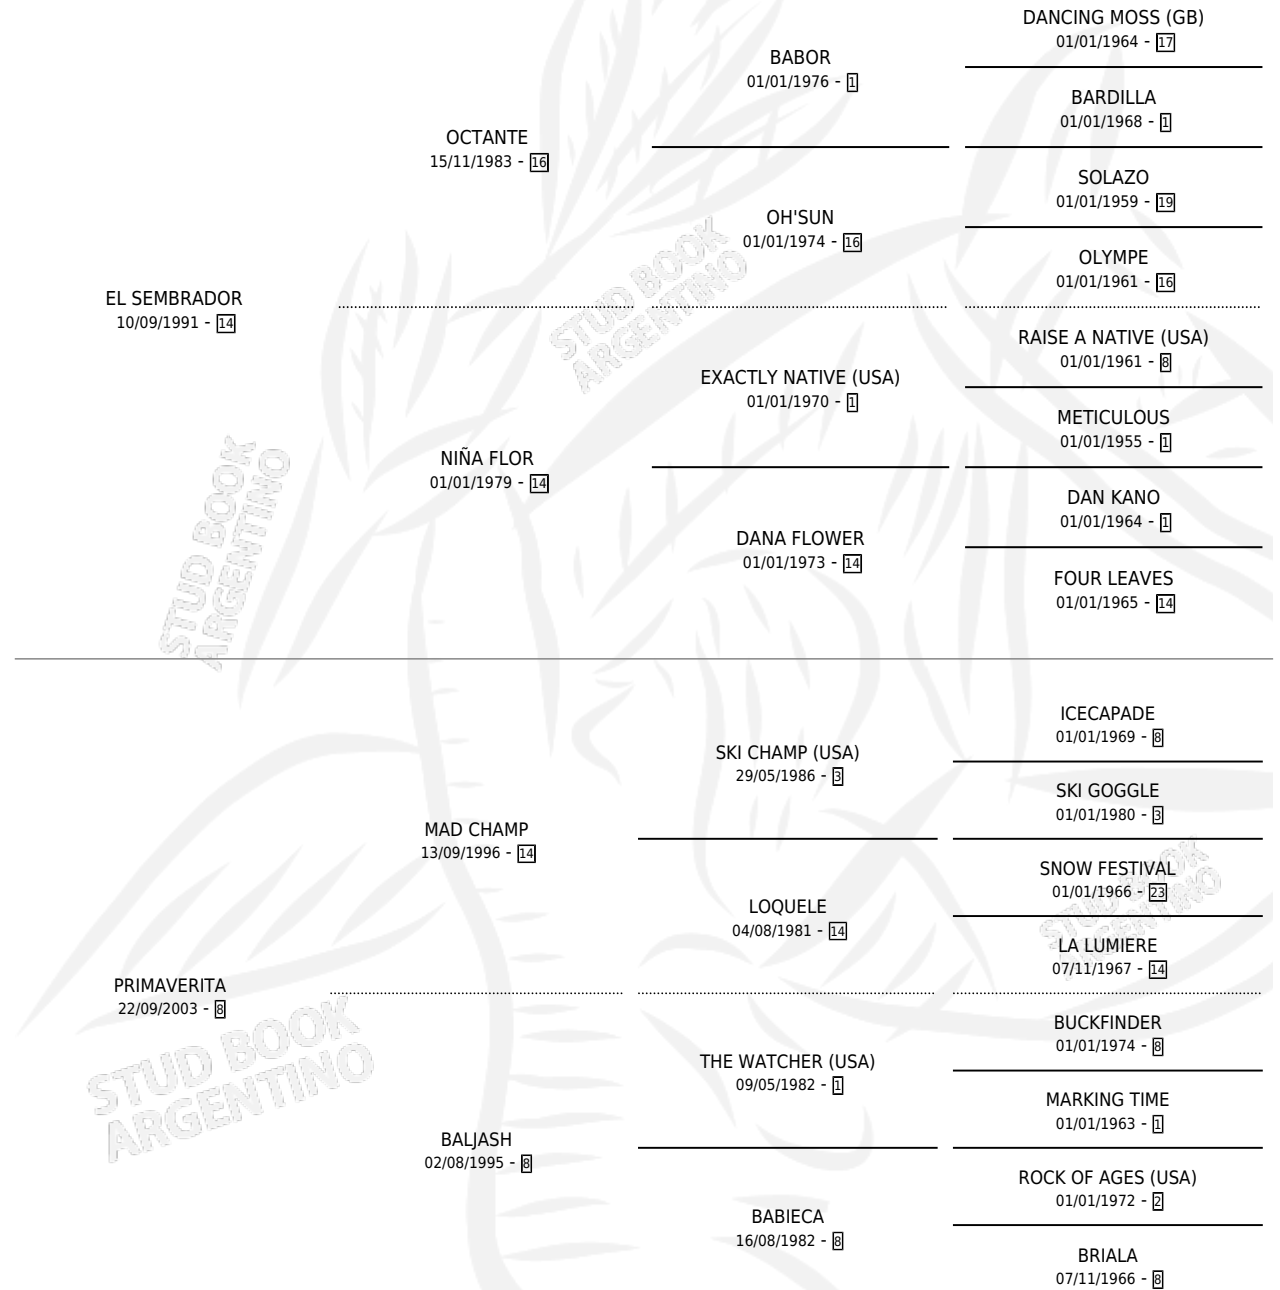 DANCING MOSS (GB)
01/01/1964 - 17
BABOR
01/01/1976 - 1
BARDILLA
01/01/1968 - 1
OCTANTE
15/11/1983 - 16
SOLAZO
01/01/1959 - 19
OH'SUN
01/01/1974 - 16
OLYMPE
01/01/1961 - 16
EL SEMBRADOR
10/09/1991 - 14
RAISE A NATIVE (USA)
01/01/1961 - 8
EXACTLY NATIVE (USA)
01/01/1970 - 1
METICULOUS
01/01/1955 - 1
NIÑA FLOR
01/01/1979 - 14
DAN KANO
01/01/1964 - 1
DANA FLOWER
01/01/1973 - 14
FOUR LEAVES
01/01/1965 - 14
ICECAPADE
01/01/1969 - 8
SKI CHAMP (USA)
29/05/1986 - 3
SKI GOGGLE
01/01/1980 - 3
MAD CHAMP
13/09/1996 - 14
SNOW FESTIVAL
01/01/1966 - 23
LOQUELE
04/08/1981 - 14
LA LUMIERE
07/11/1967 - 14
PRIMAVERITA
22/09/2003 - 8
BUCKFINDER
01/01/1974 - 8
THE WATCHER (USA)
09/05/1982 - 1
MARKING TIME
01/01/1963 - 1
BALJASH
02/08/1995 - 8
ROCK OF AGES (USA)
01/01/1972 - 2
BABIECA
16/08/1982 - 8
BRIALA
07/11/1966 - 8
STUD BOOK
ARGENTINO
STUD BOOK
ARGENTINO
STUD BOOK
ARGENTINO
STUD BOOK
ARGENTINO